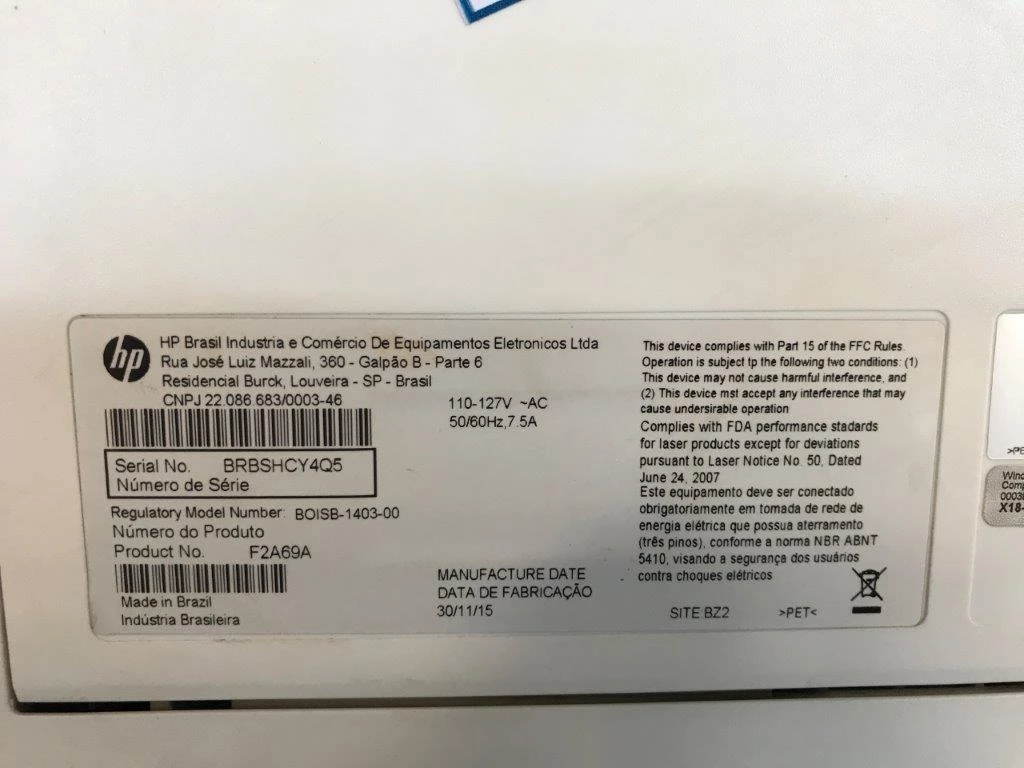 hp
HP Brasil Industria e Comércio De Equipamentos Eletronicos Ltda
Rua José Luiz Mazzali, 360 - Galpão B - Parte 6
Residencial Burck, Louveira - SP - Brasil
CNPJ 22.086.683/0003-46
Serial No. BRBSHCY4Q5
Número de Série
Regulatory Model Number: BOISB-1403-00
Número do Produto
Product No. F2A69A
Made in Brazil
Indústria Brasileira
110-127V ~AC
50/60Hz,7.5A
MANUFACTURE DATE
DATA DE FABRICAÇÃO
30/11/15
This device complies with Part 15 of the FFC Rules.
Operation is subject tp the following two conditions: (1)
This device may not cause harmful interference, and
(2) This device mst accept any interference that may
cause undersirable operation
Complies with FDA performance stadards
for laser products except for deviations
pursuant to Laser Notice No. 50, Dated
June 24, 2007
Este equipamento deve ser conectado
obrigatoriamente em tomada de rede de
energia elétrica que possua aterramento
(três pinos), conforme a norma NBR ABNT
5410, visando a segurança dos usuários
contra choques elétricos
SITE BZ2 >PET<
>PE
Wind
Comp
0003
X18-